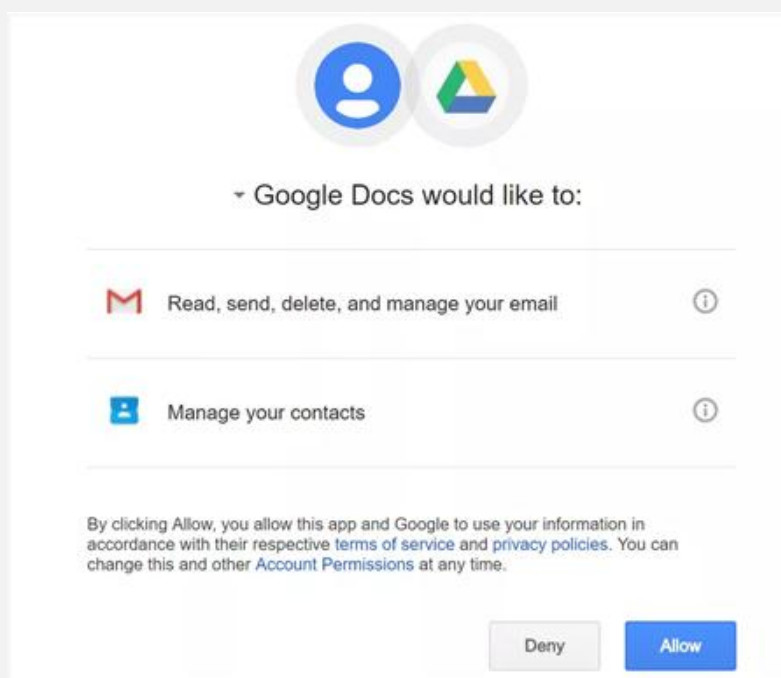 Google Docs would like to:
Read, send, delete, and manage your email
Manage your contacts
By clicking Allow, you allow this app and Google to use your information in
accordance with their respective terms of service and privacy policies. You can
change this and other Account Permissions at any time.
Deny Allow